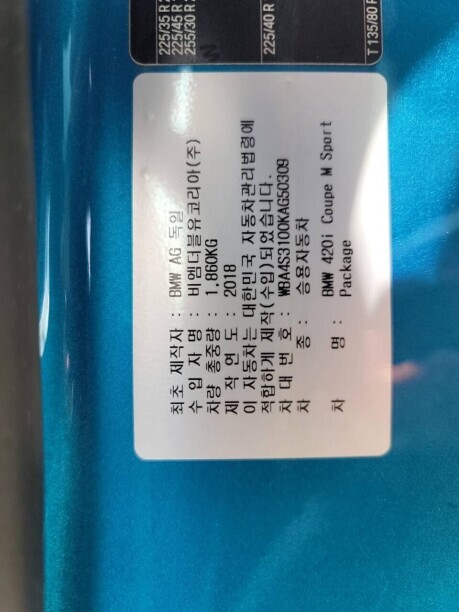 225/35 R
225/45 R
255/30
225/40 R
T 135/80 R
최초 제작자 : BMW AG 독일
수 입 자 명 : 비엠더블유코리아(주)
차량 총중량 : 1,860KG
제 작 연 도 : 2018
이 자동차는 대한민국 자동차관리법령에
적합하게 제작(수입)되었습니다.
차 대 번 호 : WBA4S3100KAG50309
차 종 : 승용자동차
차 명 : BMW 420i Coupe M Sport
Package